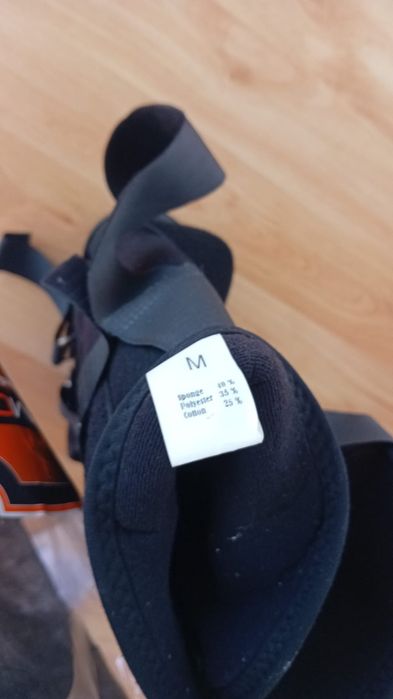 M
Sponge 40 %
Polyester 35 %
Cotton 25 %